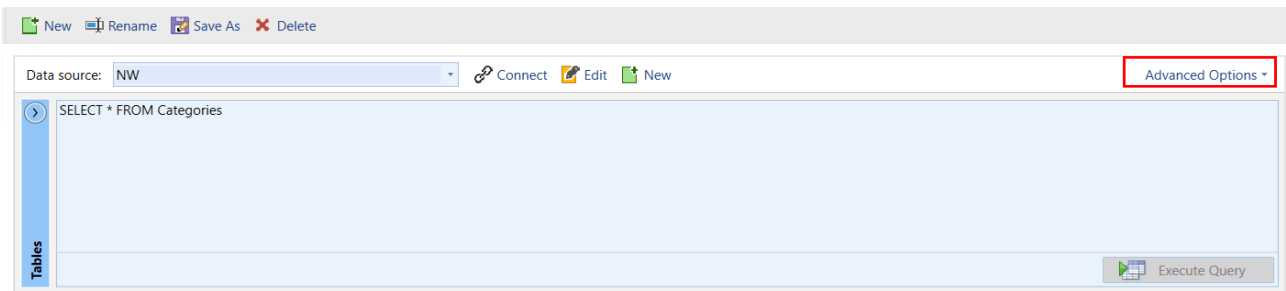 New Rename Save As Delete
Data source: NW Connect Edit New Advanced Options
SELECT * FROM Categories
Tables
Execute Query